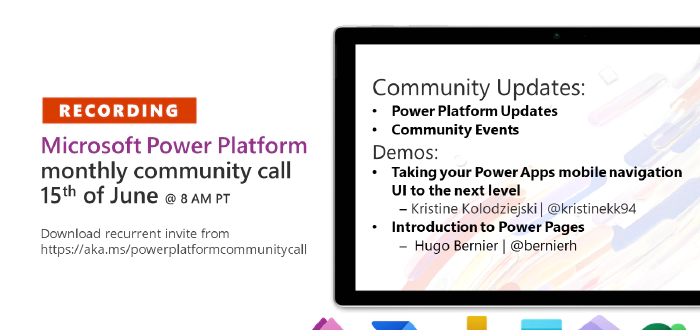 RECORDING
Microsoft Power Platform
monthly community call
15th of June @ 8 AM PT
Download recurrent invite from
https://aka.ms/powerplatformcommunitycall
Community Updates:
• Power Platform Updates
• Community Events
Demos:
• Taking your Power Apps mobile navigation
UI to the next level
– Kristine Kolodziejski | @kristinekk94
• Introduction to Power Pages
– Hugo Bernier | @bernierh